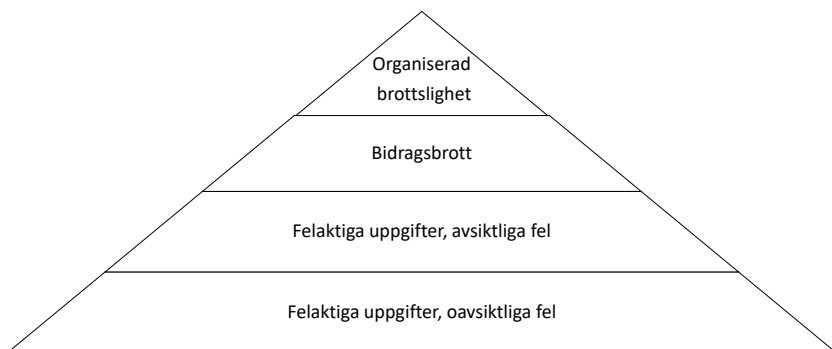 Organiserad
brottslighet
Bidragsbrott
Felaktiga uppgifter, avsiktliga fel
Felaktiga uppgifter, oavsiktliga fel